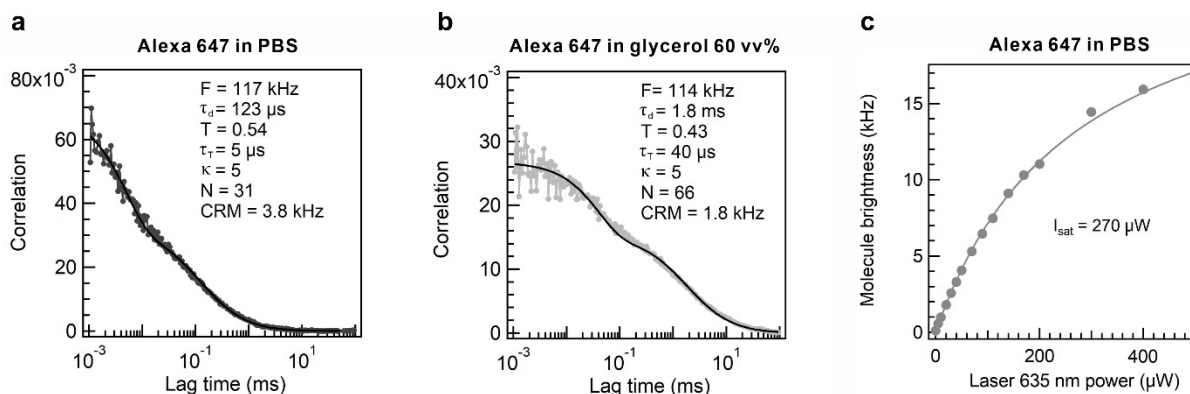 a
Alexa 647 in PBS
80x10⁻³
60
40
20
0
Correlation
F = 117 kHz
τd = 123 µs
T = 0.54
τT = 5 µs
κ = 5
N = 31
CRM = 3.8 kHz
10⁻³ 10⁻¹ 10¹
Lag time (ms)
b
Alexa 647 in glycerol 60 vv%
40x10⁻³
30
20
10
0
Correlation
F= 114 kHz
τd = 1.8 ms
T = 0.43
τT = 40 µs
κ = 5
N = 66
CRM = 1.8 kHz
10⁻³ 10⁻¹ 10¹
Lag time (ms)
c
Alexa 647 in PBS
15
10
5
0
Molecule brightness (kHz)
Isat = 270 µW
0 200 400
Laser 635 nm power (µW)